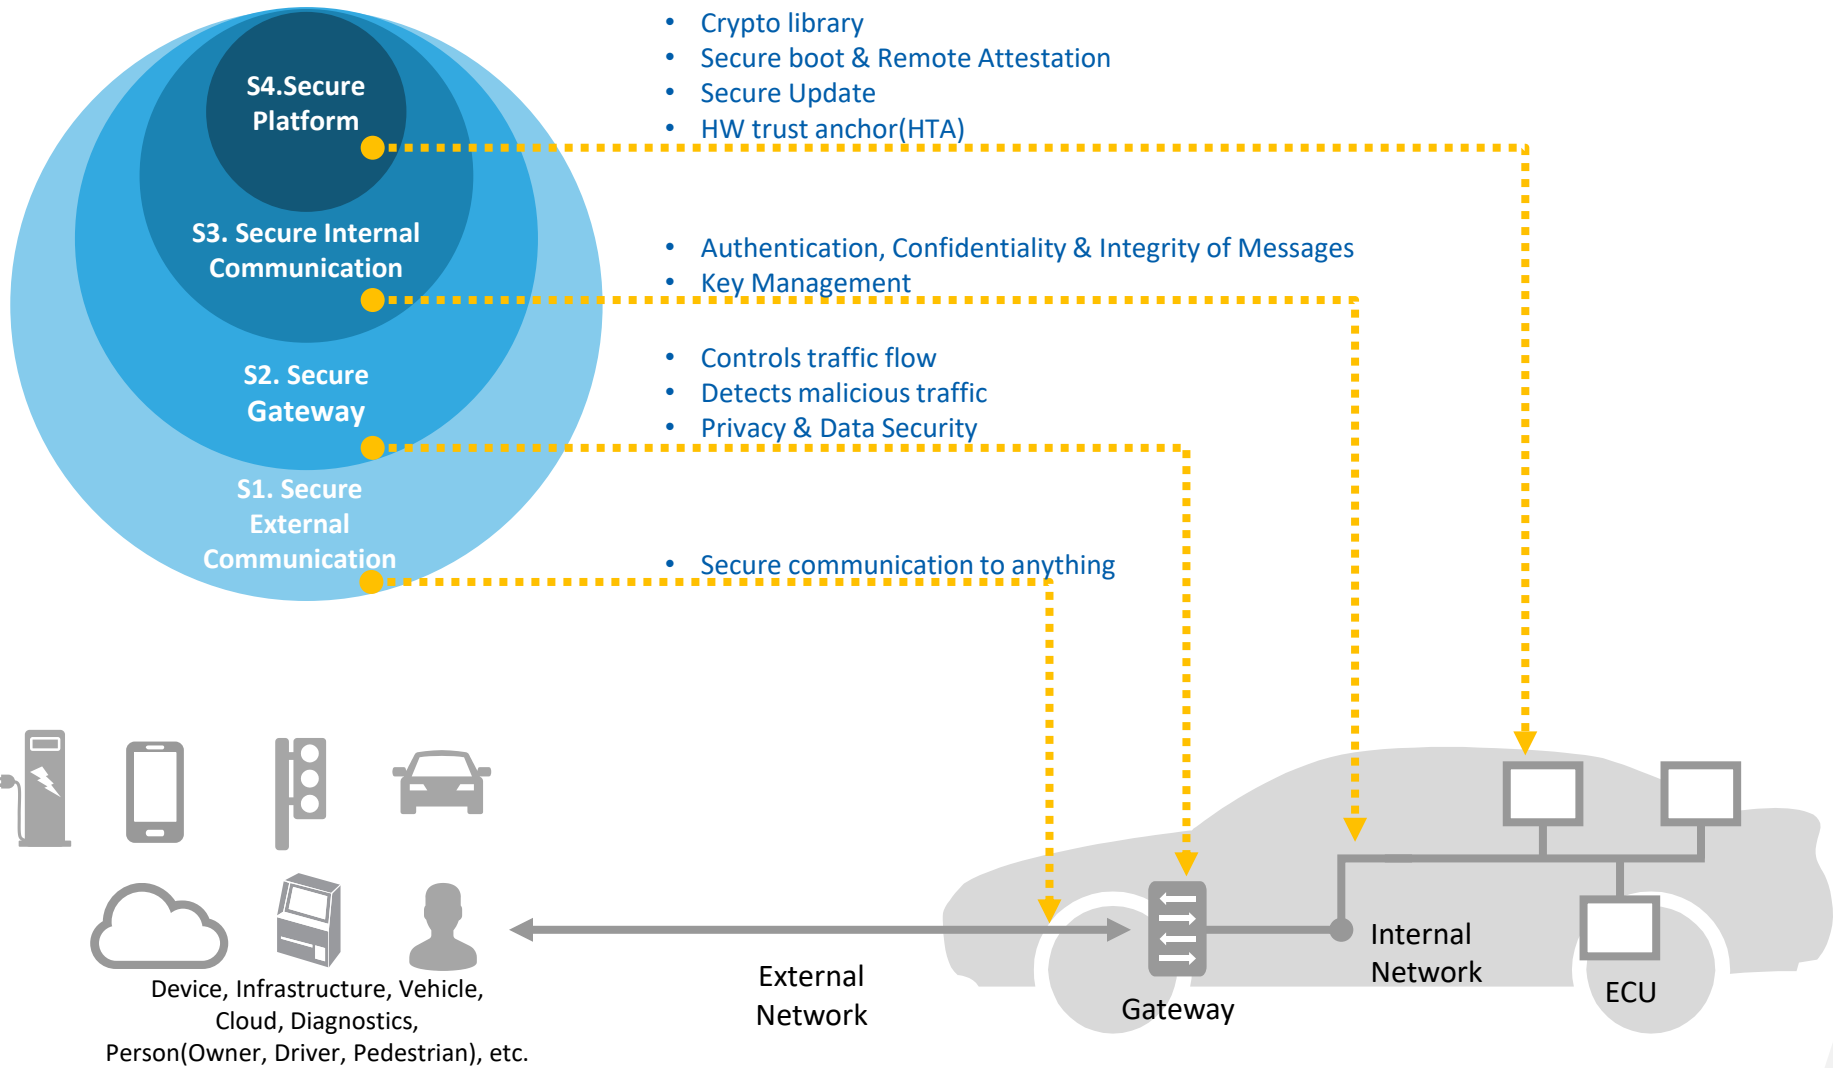 S4.Secure
Platform
• Crypto library
• Secure boot & Remote Attestation
• Secure Update
• HW trust anchor(HTA)
S3. Secure Internal
Communication
• Authentication, Confidentiality & Integrity of Messages
• Key Management
S2. Secure
Gateway
• Controls traffic flow
• Detects malicious traffic
• Privacy & Data Security
S1. Secure
External
Communication
• Secure communication to anything
Device, Infrastructure, Vehicle,
Cloud, Diagnostics,
Person(Owner, Driver, Pedestrian), etc.
External
Network
Gateway
Internal
Network
ECU